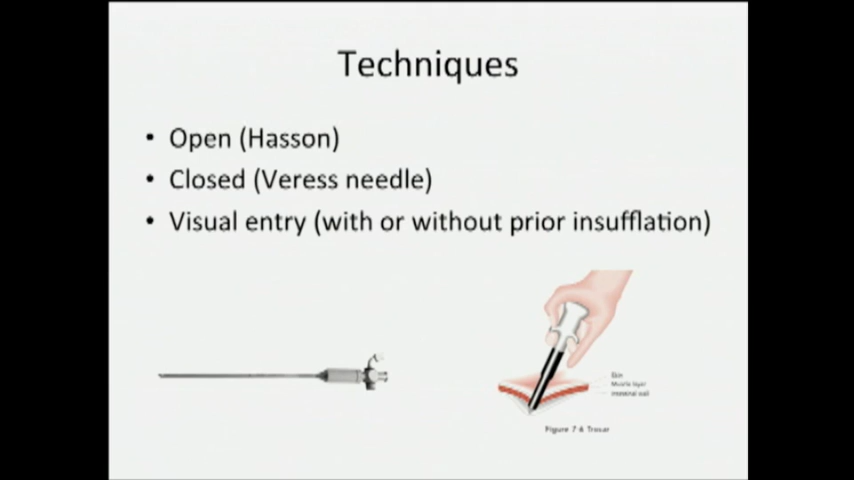 Techniques
• Open (Hasson)
• Closed (Veress needle)
• Visual entry (with or without prior insufflation)
Skin
Muscle layer
Figure 7 6 Trocar